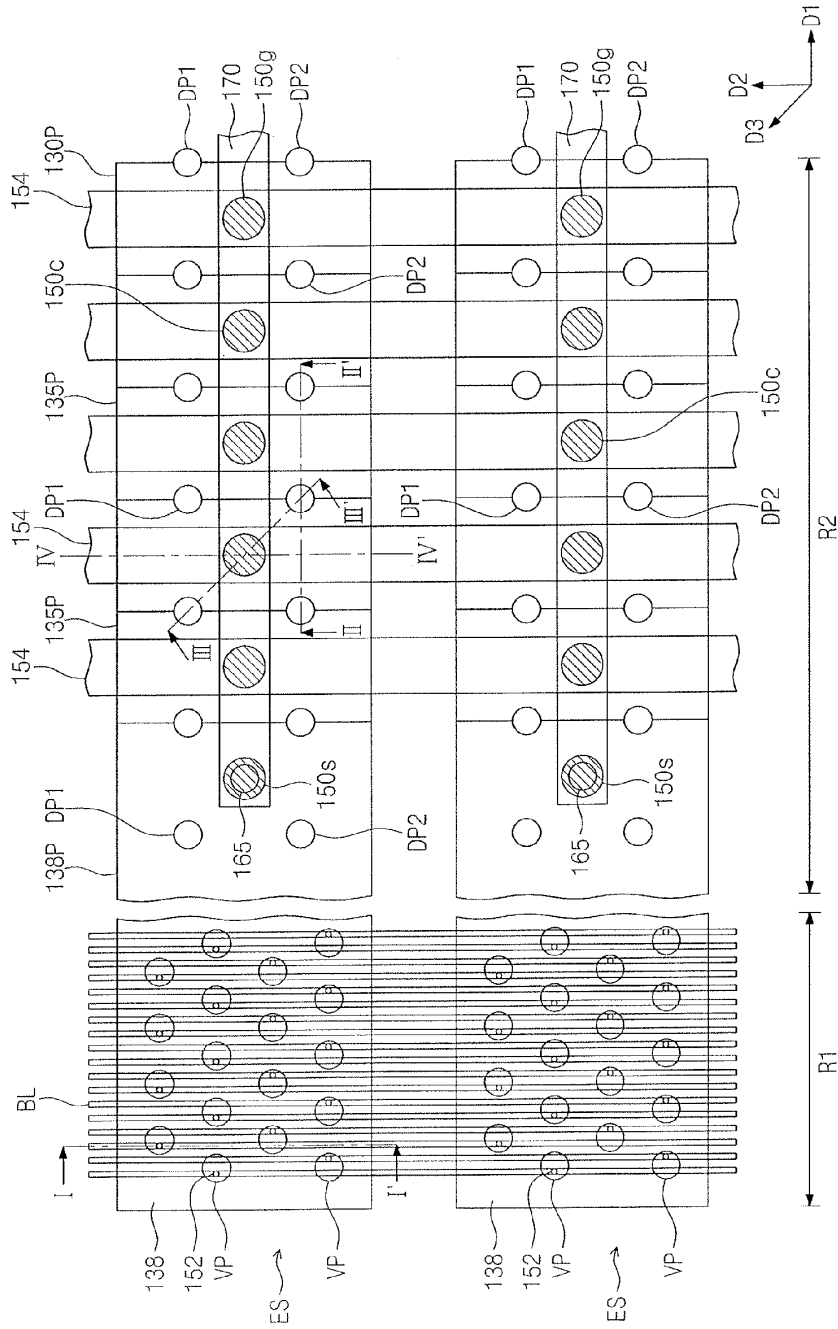 154
130P
DP1
170
150g
DP2
DP1
170
150g
DP2
D1
D2
D3
150c
DP2
135P
II'
150c
DP1
III'
DP1
DP2
154
IV
IV'
R2
135P
III
II
154
DP1
165
150s
165
150s
138P
DP2
BL
R1
I
I'
138
152
VP
VP
138
152
VP
VP
ES
ES